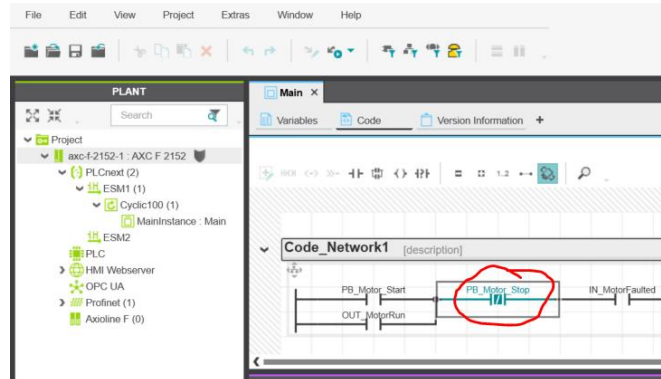 File Edit View Project Extras Window Help
PLANT
Search
Project
axc-f-2152-1 : AXC F 2152
PLCnext (2)
ESM1 (1)
Cyclic100 (1)
MainInstance : Main
ESM2
PLC
HMI Webserver
OPC UA
Profinet (1)
Axioline F (0)
Main
Variables Code Version Information
1..2
Code_Network1 [description]
PB_Motor_Start PB_Motor_Stop IN_MotorFaulted
OUT_MotorRun